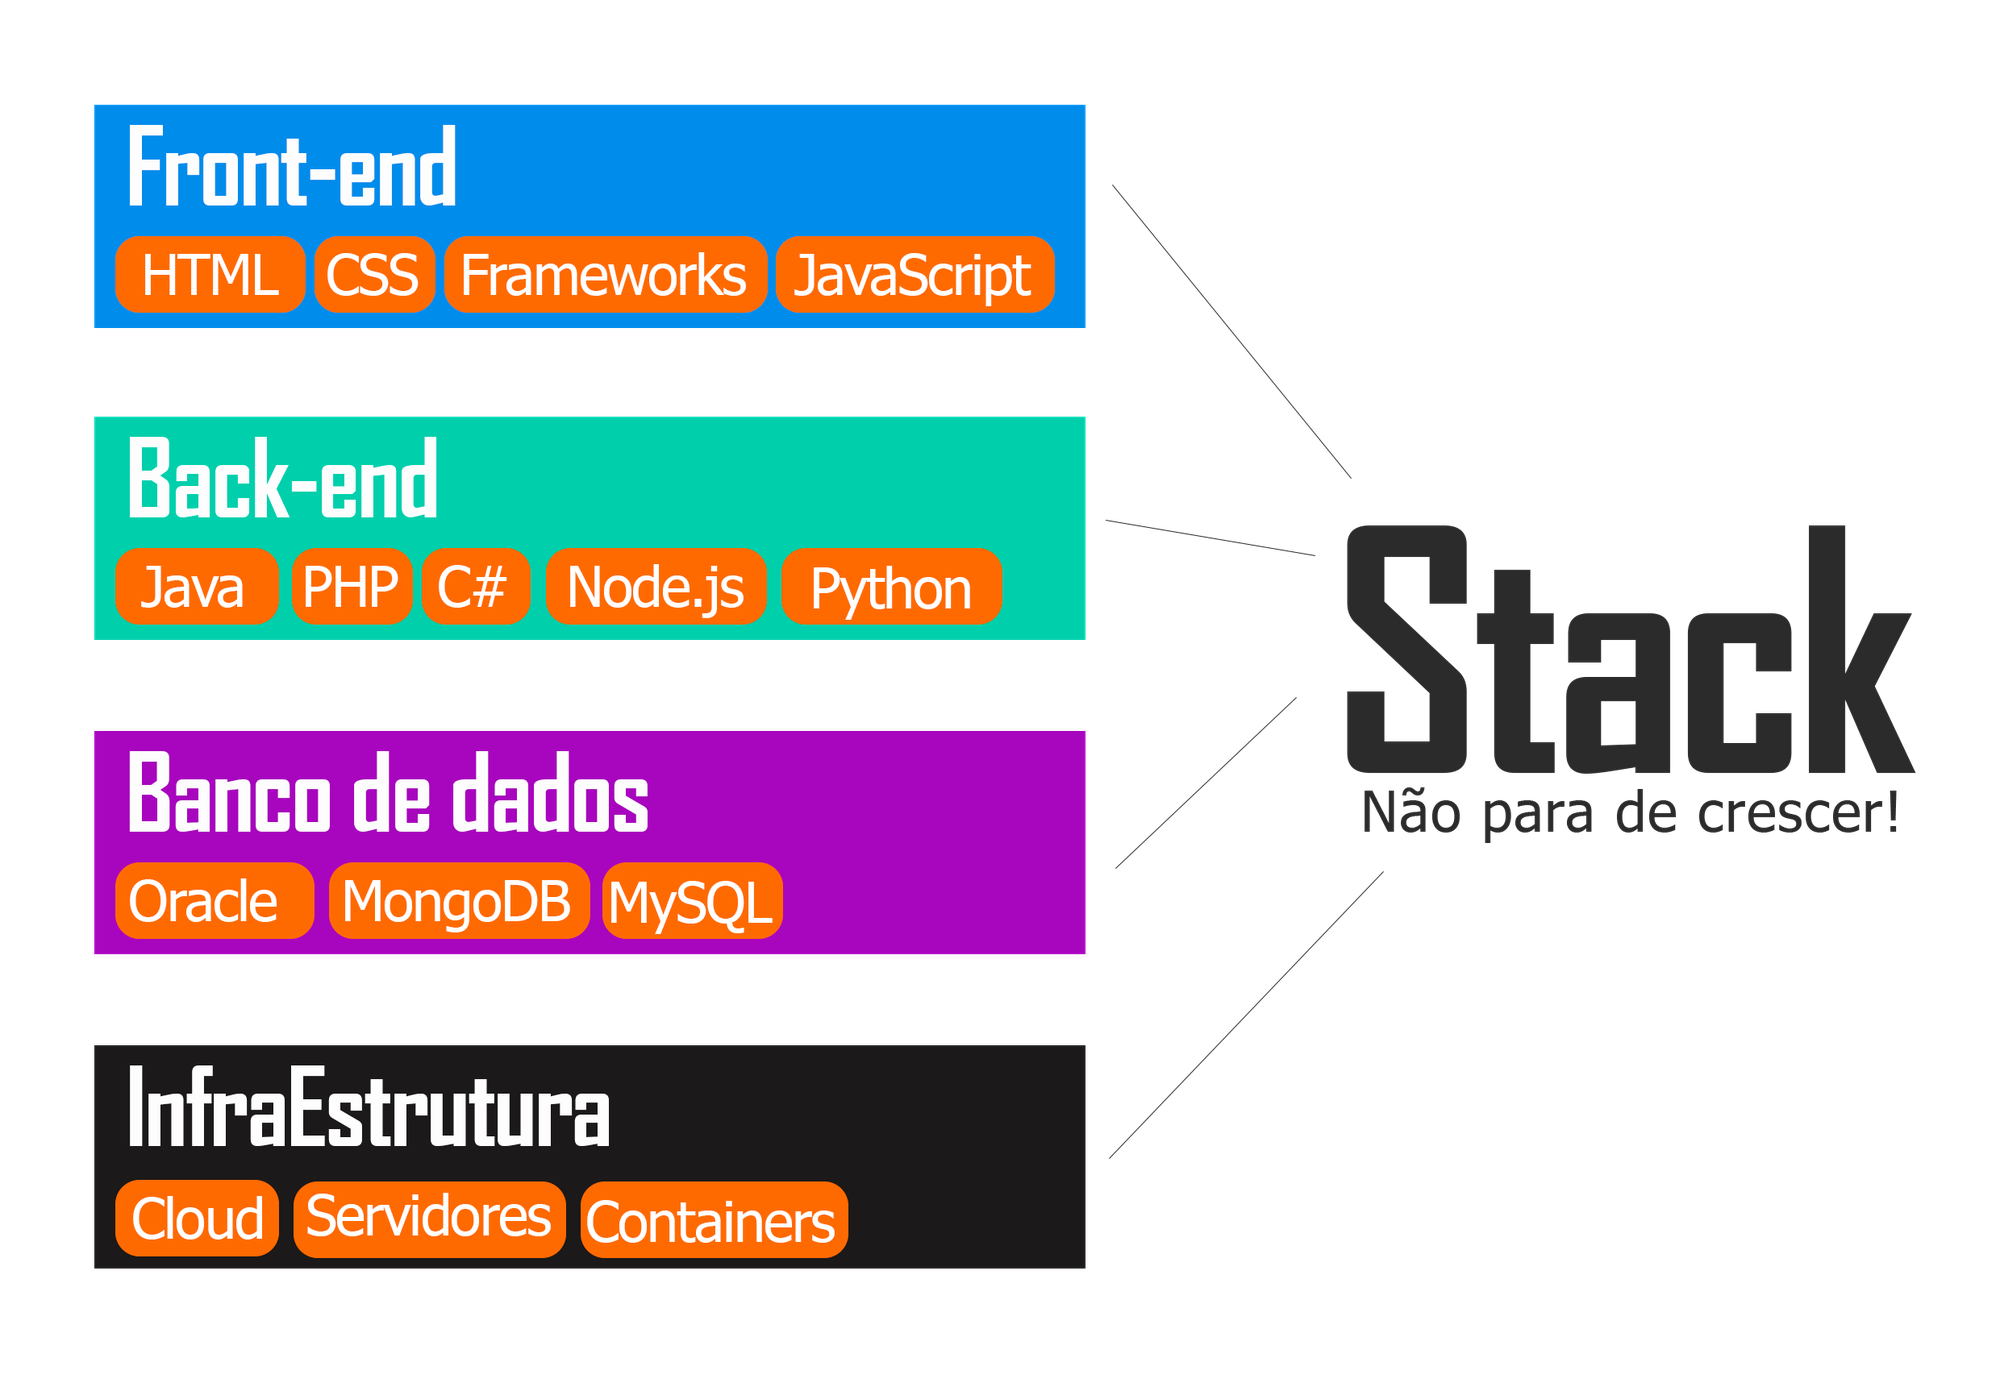 Front-end
HTML CSS Frameworks JavaScript
Back-end
Java PHP C# Node.js Python
Banco de dados
Oracle MongoDB MySQL
InfraEstrutura
Cloud Servidores Containers
Stack
Não para de crescer!